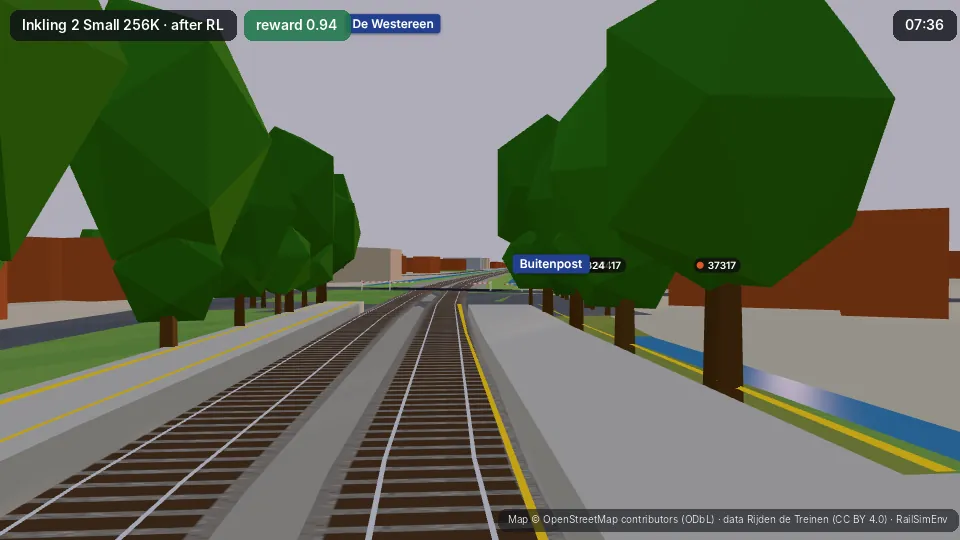 Inkling 2 Small 256K · after RL
reward 0.94
De Westereen
07:36
Buitenpost
37317
Map © OpenStreetMap contributors (ODbL) · data Rijden de Treinen (CC BY 4.0) · RailSimEnv